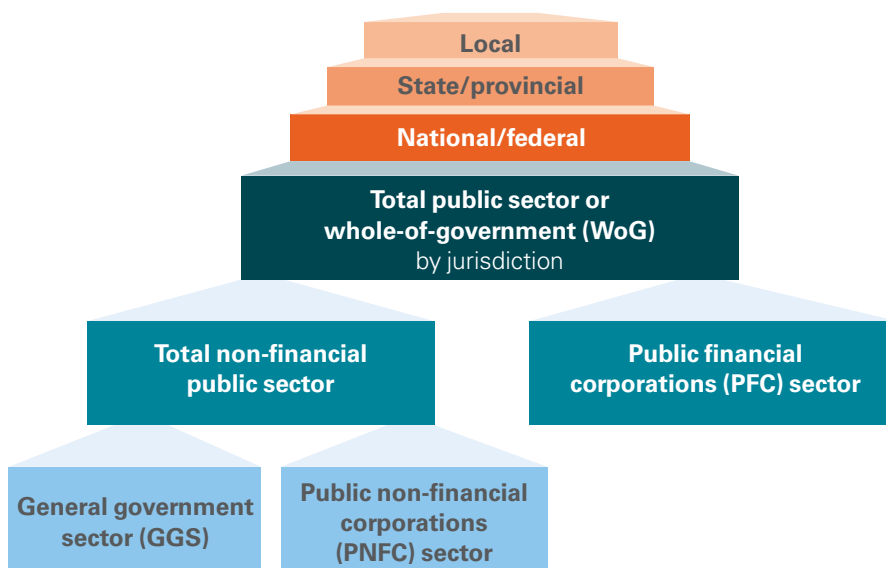 Local
State/provincial
National/federal
Total public sector or
whole-of-government (WoG)
by jurisdiction
Total non-financial
public sector
Public financial
corporations (PFC) sector
General government
sector (GGS)
Public non-financial
corporations
(PNFC) sector